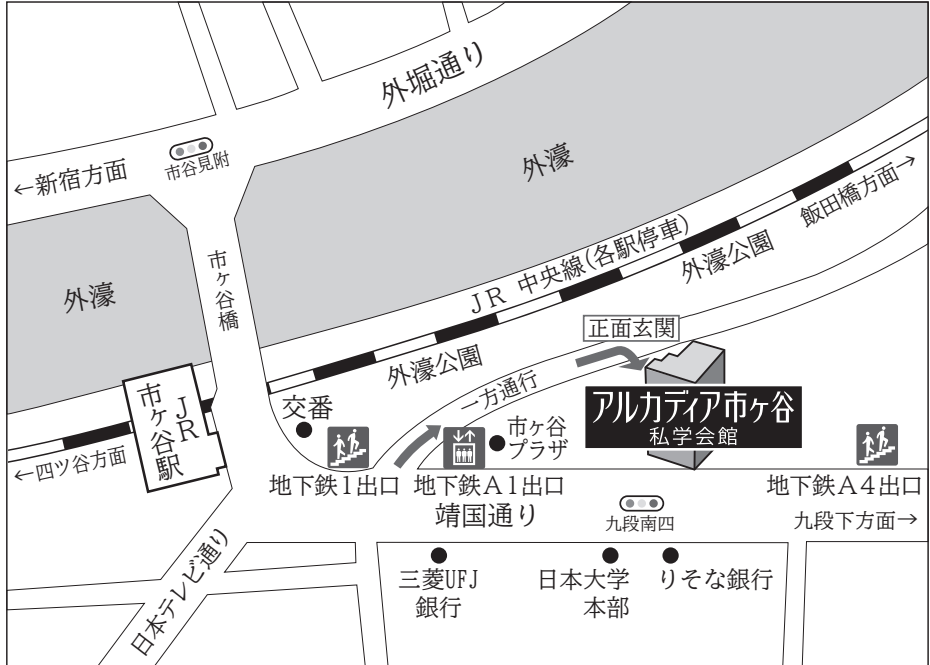 外堀通り
市谷見附
←新宿方面
外濠
飯田橋方面→
市ヶ谷橋
外濠
JR 中央線(各駅停車)
外濠公園
正面玄関
外濠公園
一方通行
アルカディア市ヶ谷
私学会館
JR
市ヶ谷駅
交番
市ヶ谷
プラザ
←四ツ谷方面
地下鉄1出口
地下鉄A1出口
地下鉄A4出口
靖国通り
九段南四
九段下方面→
日本テレビ通り
三菱UFJ
銀行
日本大学
本部
りそな銀行